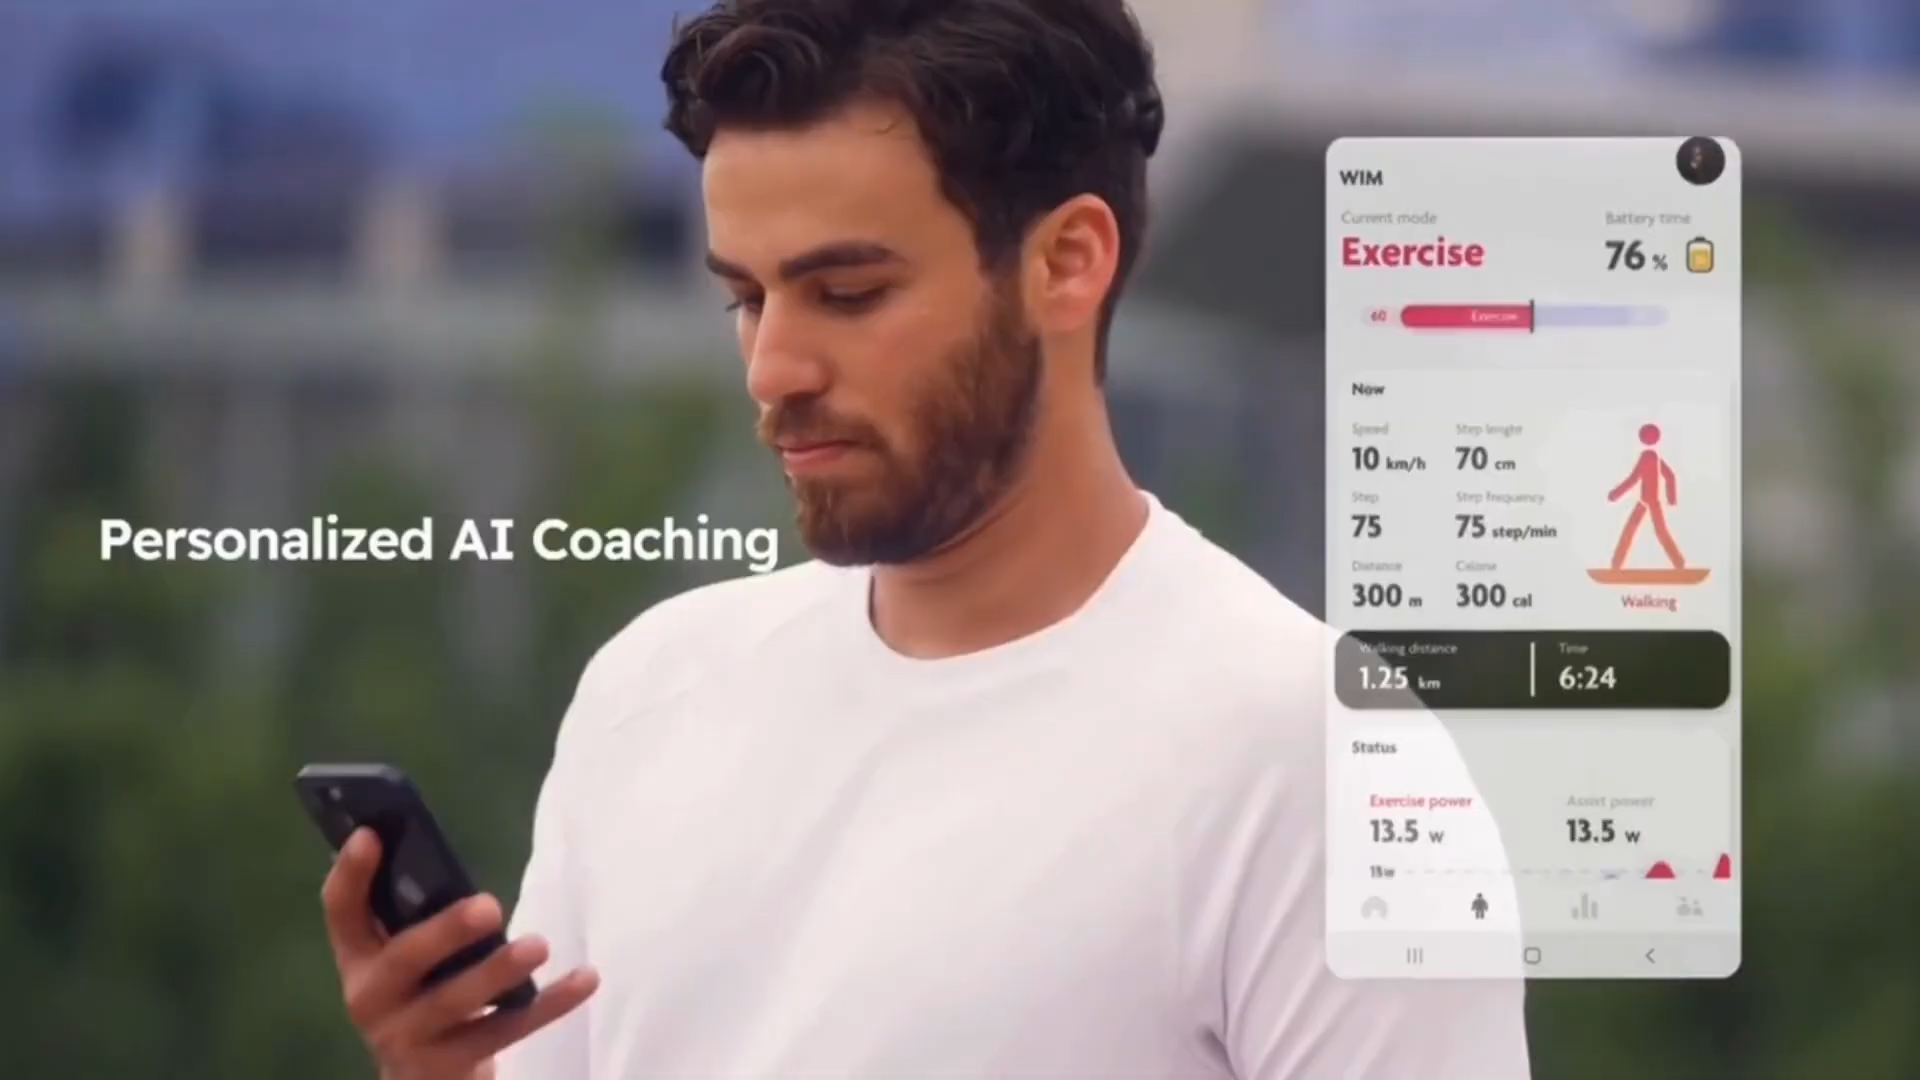 Personalized AI Coaching
WIM
Current mode
Battery time
Exercise
76 %
60
Exercise
Now
Speed
Step lenght
10 km/h
70 cm
Step
Step frequency
75
75 step/min
Distance
Calorie
300 m
300 cal
Walking
Walking distance
Time
1.25 km
6:24
Status
Exercise power
Assist power
13.5 w
13.5 w
15w